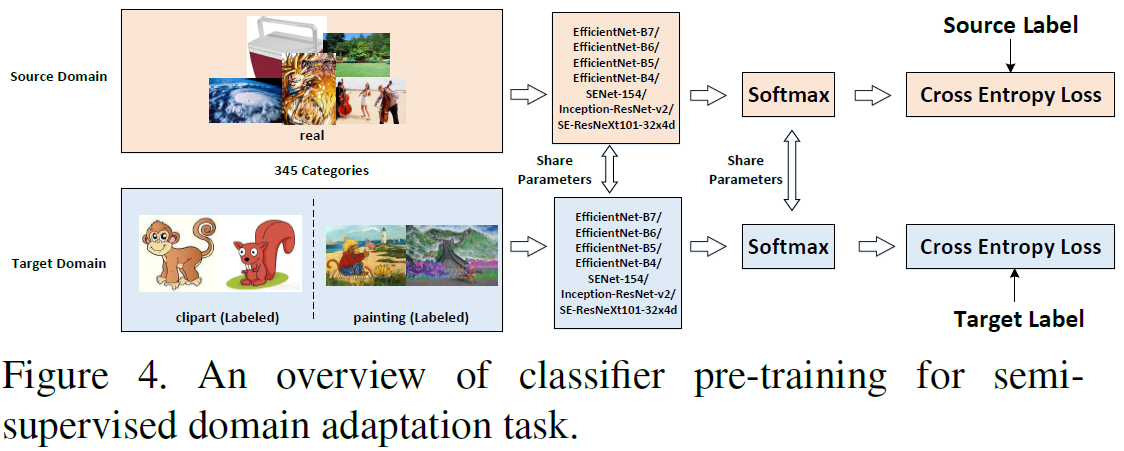 Source Label
Source Domain
real
EfficientNet-B7/
EfficientNet-B6/
EfficientNet-B5/
EfficientNet-B4/
SENet-154/
Inception-ResNet-v2/
SE-ResNeXt101-32x4d
Softmax
Cross Entropy Loss
345 Categories
Share
Parameters
Share
Parameters
Target Domain
clipart (Labeled)
painting (Labeled)
EfficientNet-B7/
EfficientNet-B6/
EfficientNet-B5/
EfficientNet-B4/
SENet-154/
Inception-ResNet-v2/
SE-ResNeXt101-32x4d
Softmax
Cross Entropy Loss
Target Label
Figure 4. An overview of classifier pre-training for semi-
supervised domain adaptation task.